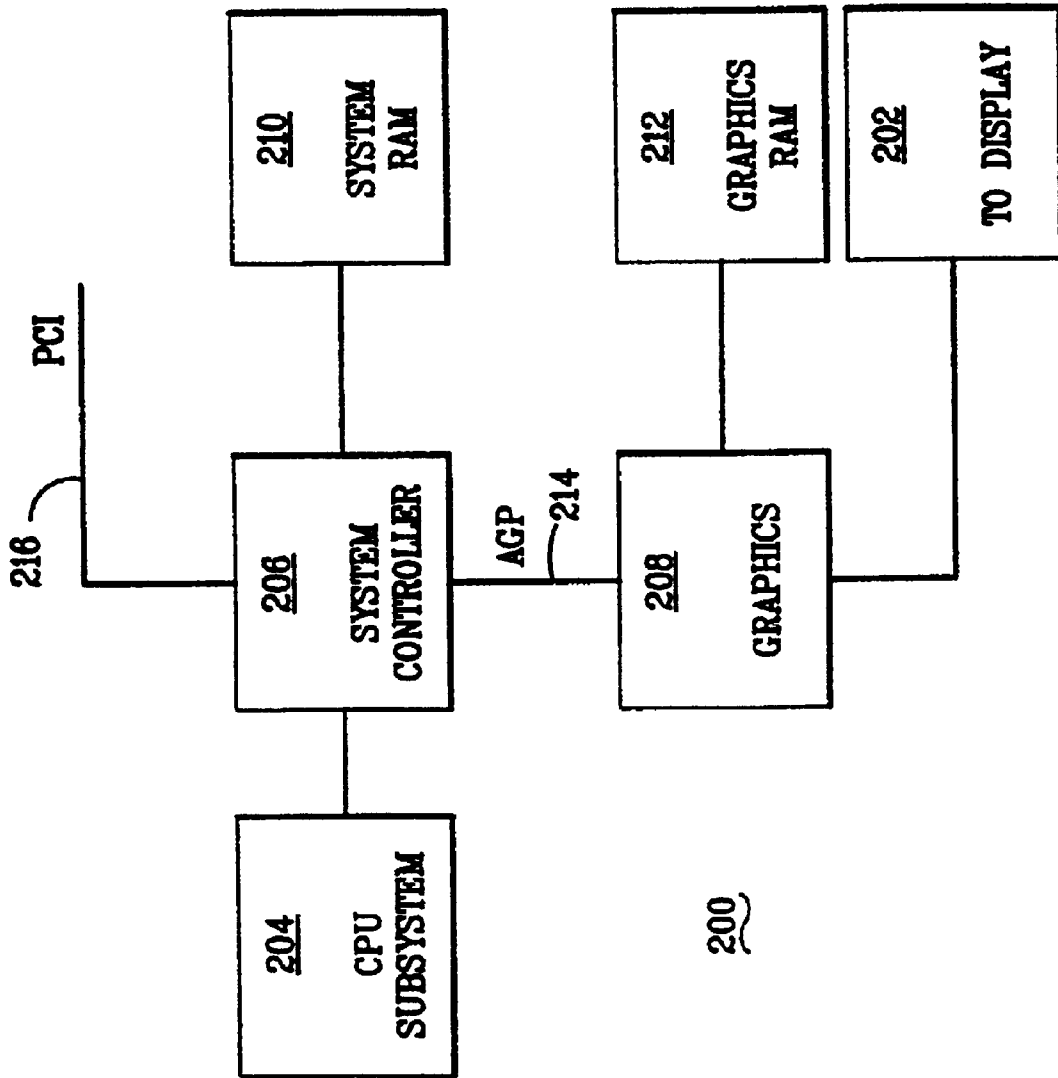 216
PCI
204
CPU
SUBSYSTEM
206
SYSTEM
CONTROLLER
210
SYSTEM
RAM
AGP
214
208
GRAPHICS
212
GRAPHICS
RAM
202
TO DISPLAY
200